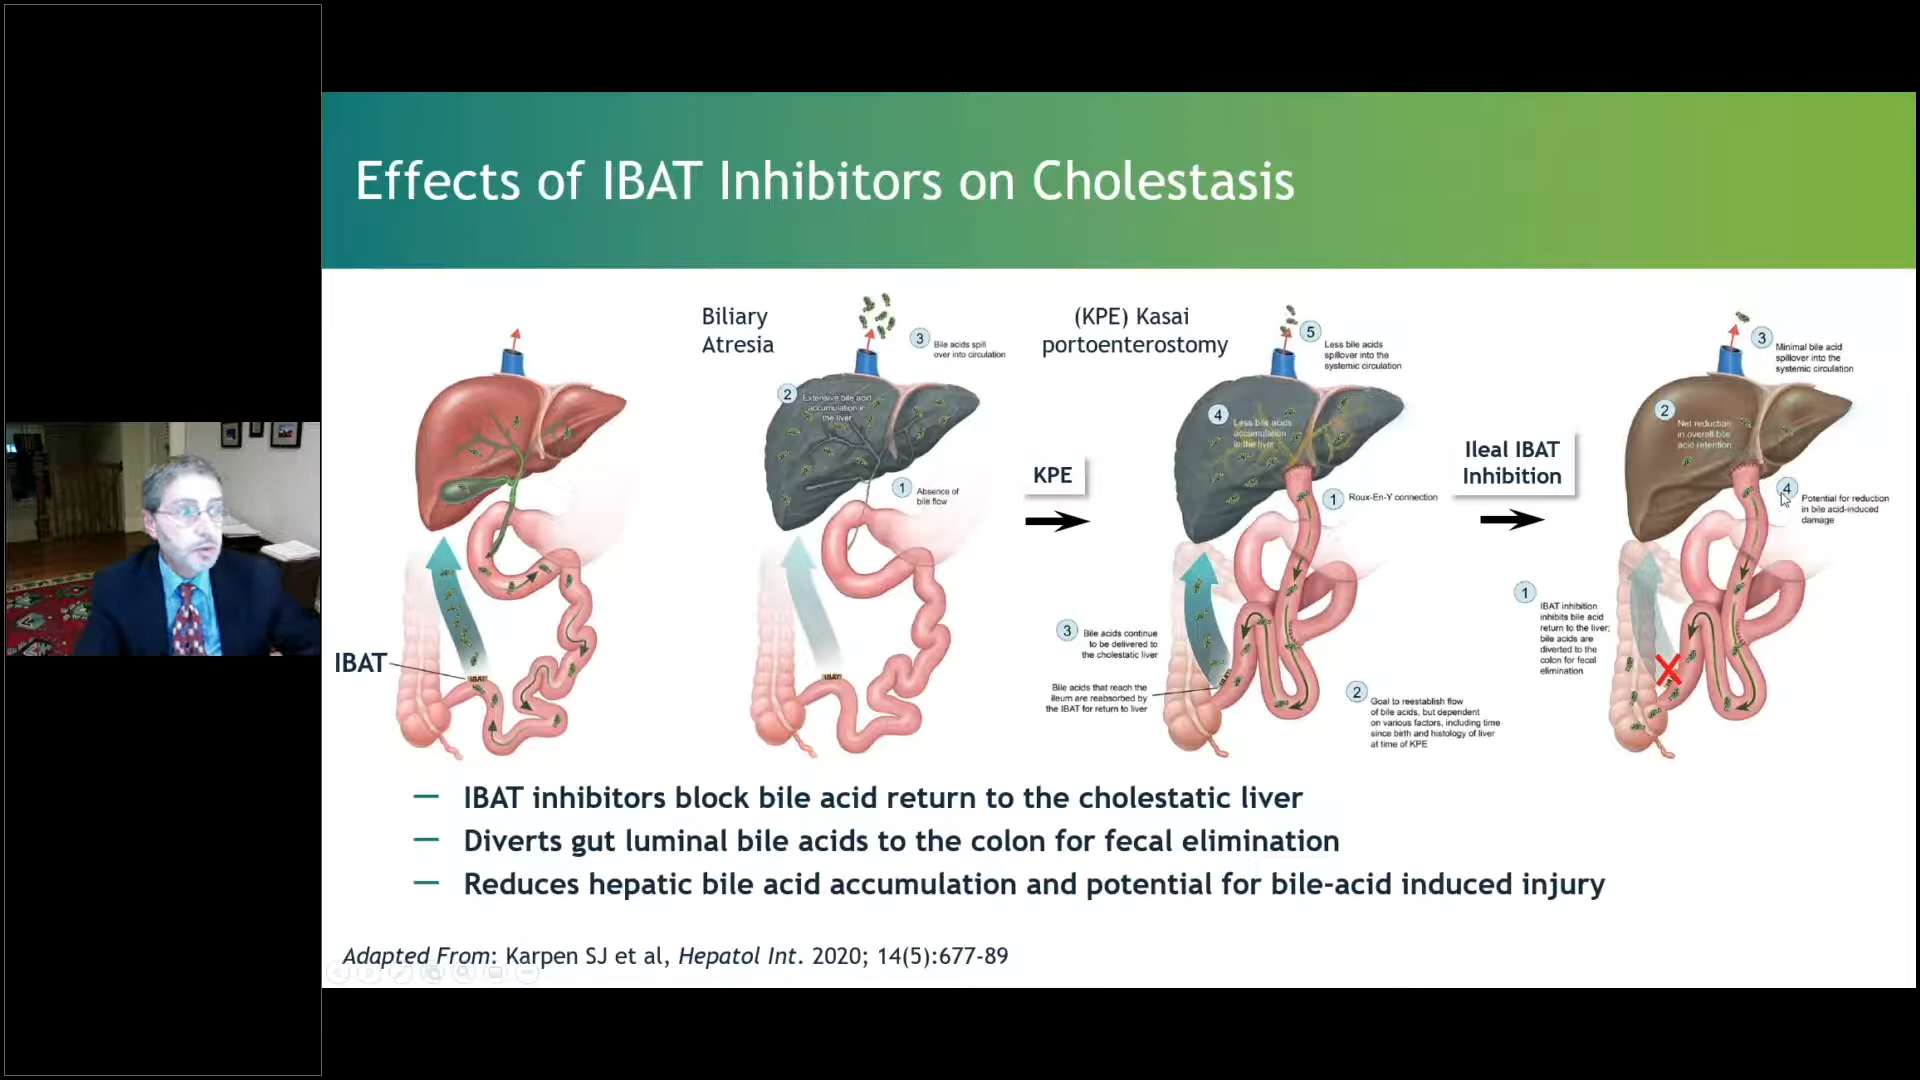 Effects of IBAT Inhibitors on Cholestasis
IBAT
IBAT
Biliary
Atresia
3
Bile acids spill
over into circulation
2
Extensive bile acid
accumulation in
the liver
1
Absence of
bile flow
IBAT
KPE
(KPE) Kasai
portoenterostomy
5
Less bile acids
spillover into the
systemic circulation
4
Less bile acids
accumulation
in the liver
1
Roux-En-Y connection
3
Bile acids continue
to be delivered to
the cholestatic liver
Bile acids that reach the
ileum are reabsorbed by
the IBAT for return to liver
IBAT
2
Goal to reestablish flow
of bile acids, but dependent
on various factors, including time
since birth and histology of liver
at time of KPE
Ileal IBAT
Inhibition
3
Minimal bile acid
spillover into the
systemic circulation
2
Net reduction
in overall bile
acid retention
4
Potential for reduction
in bile acid-induced
damage
1
IBAT inhibition
inhibits bile acid
return to the liver;
bile acids are
diverted to the
colon for fecal
elimination
— IBAT inhibitors block bile acid return to the cholestatic liver
— Diverts gut luminal bile acids to the colon for fecal elimination
— Reduces hepatic bile acid accumulation and potential for bile-acid induced injury
Adapted From: Karpen SJ et al, Hepatol Int. 2020; 14(5):677-89